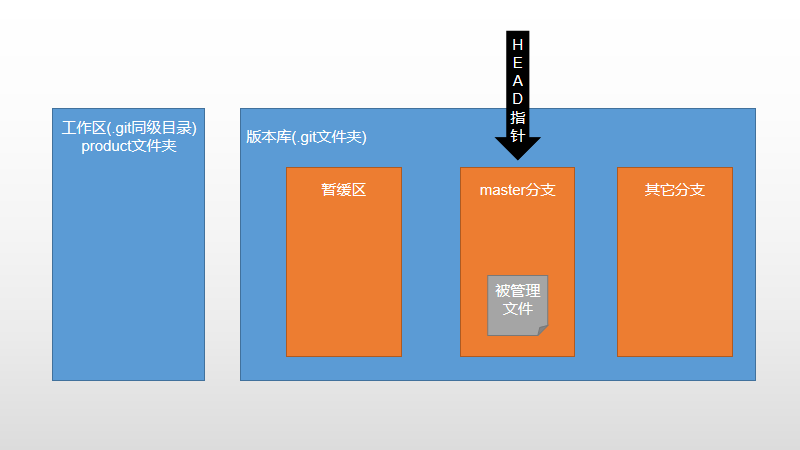 HEAD指针
工作区(.git同级目录)
product文件夹
版本库(.git文件夹)
暂缓区
master分支
其它分支
被管理
文件